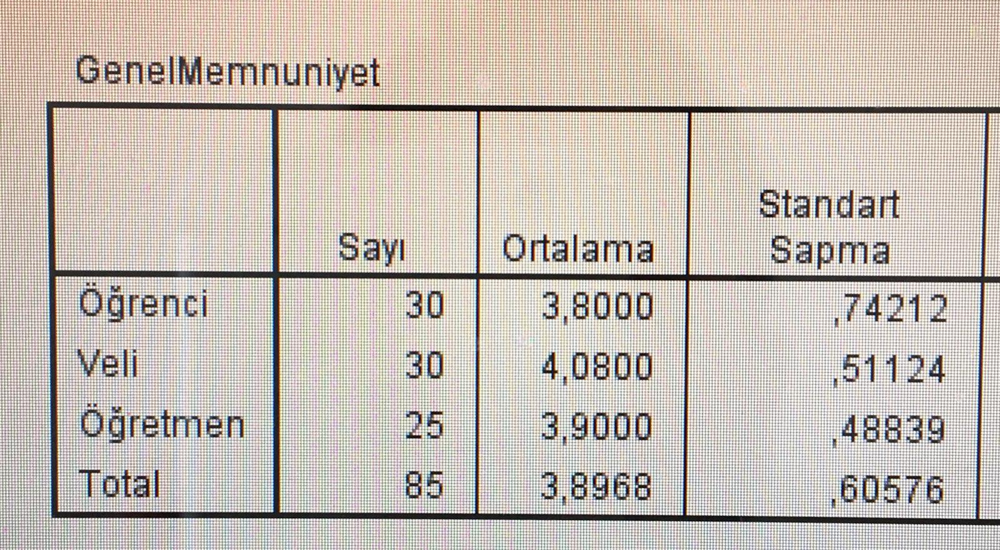 GenelMemnuniyet
Sayı Ortalama Standart Sapma
Öğrenci 30 3,8000 ,74212
Veli 30 4,0800 ,51124
Öğretmen 25 3,9000 ,48839
Total 85 3,8968 ,60576